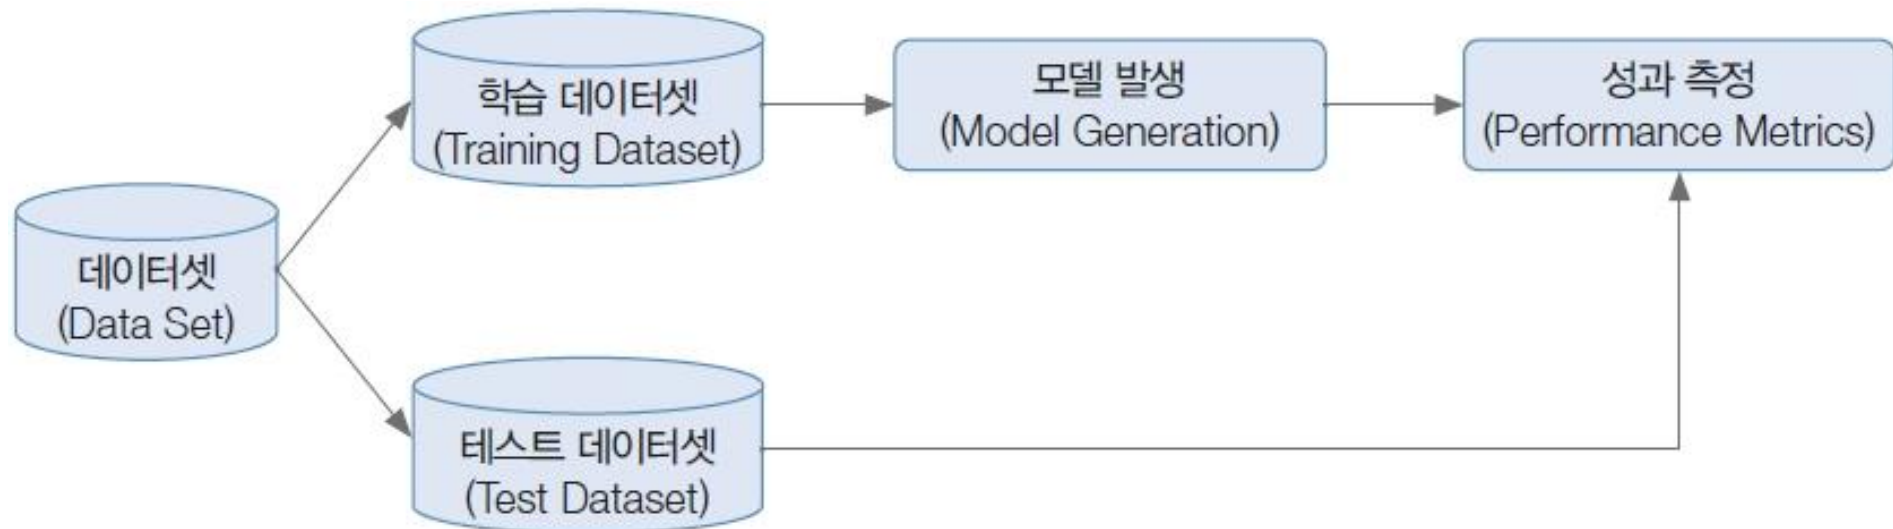 학습 데이터셋
(Training Dataset)
모델 발생
(Model Generation)
성과 측정
(Performance Metrics)
데이터셋
(Data Set)
테스트 데이터셋
(Test Dataset)